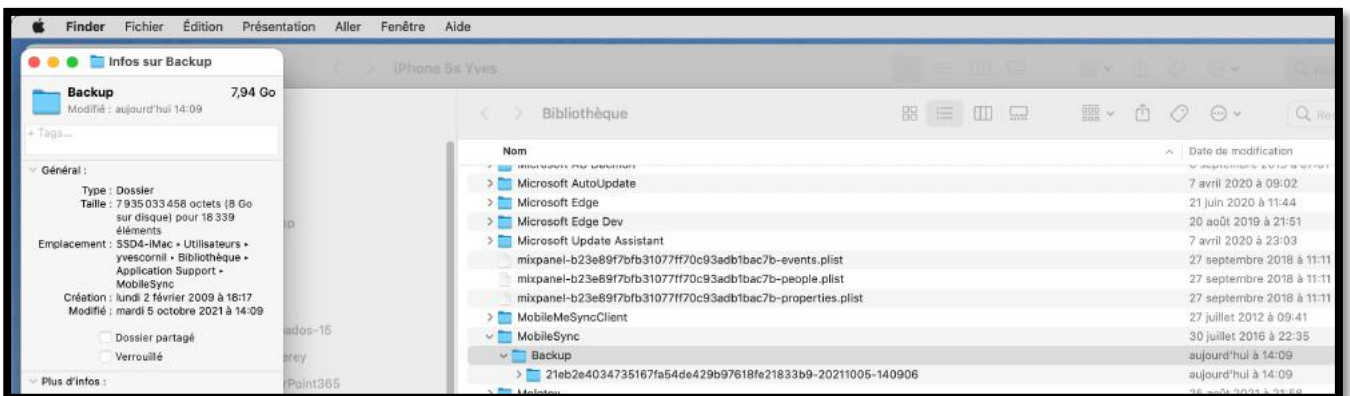 Finder Fichier Édition Présentation Aller Fenêtre Aide
Infos sur Backup
Backup 7,94 Go
Modifié : aujourd'hui 14:09
+ Tags...
Général :
Type : Dossier
Taille : 7 935 033 458 octets (8 Go
sur disque) pour 18 339
éléments
Emplacement : SSD4-iMac ▸ Utilisateurs ▸
yvescornil ▸ Bibliothèque ▸
Application Support ▸
MobileSync
Création : lundi 2 février 2009 à 18:17
Modifié : mardi 5 octobre 2021 à 14:09
Dossier partagé
Verrouillé
Plus d'infos :
iPhone 5s Yves
ados-15
erey
rPoint365
Bibliothèque
Nom Date de modification
Microsoft AutoUpdate 7 avril 2020 à 09:02
Microsoft Edge 21 juin 2020 à 11:44
Microsoft Edge Dev 20 août 2019 à 21:51
Microsoft Update Assistant 7 avril 2020 à 23:03
mixpanel-b23e89f7bfb31077ff70c93adb1bac7b-events.plist 27 septembre 2018 à 11:11
mixpanel-b23e89f7bfb31077ff70c93adb1bac7b-people.plist 27 septembre 2018 à 11:11
mixpanel-b23e89f7bfb31077ff70c93adb1bac7b-properties.plist 27 septembre 2018 à 11:11
MobileMeSyncClient 27 juillet 2012 à 09:41
MobileSync 30 juillet 2016 à 22:35
Backup aujourd'hui à 14:09
21eb2e4034735167fa54de429b97618fe21833b9-20211005-140906 aujourd'hui à 14:09